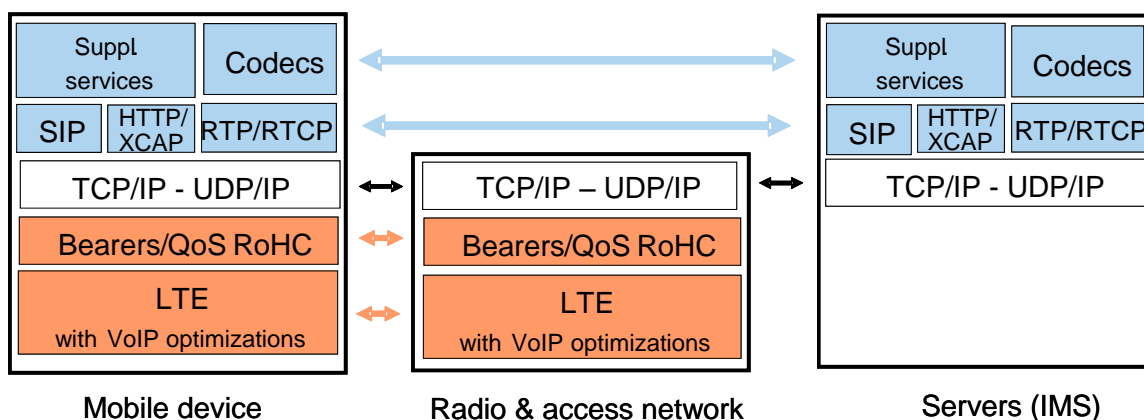 Suppl.
services
Codecs
SIP
HTTP/
XCAP
RTP/RTCP
TCP/IP - UDP/IP
Bearers/QoS RoHC
LTE
with VoIP optimizations
Mobile device
TCP/IP – UDP/IP
Bearers/QoS RoHC
LTE
with VoIP optimizations
Radio & access network
Suppl.
services
Codecs
SIP
HTTP/
XCAP
RTP/RTCP
TCP/IP - UDP/IP
Servers (IMS)